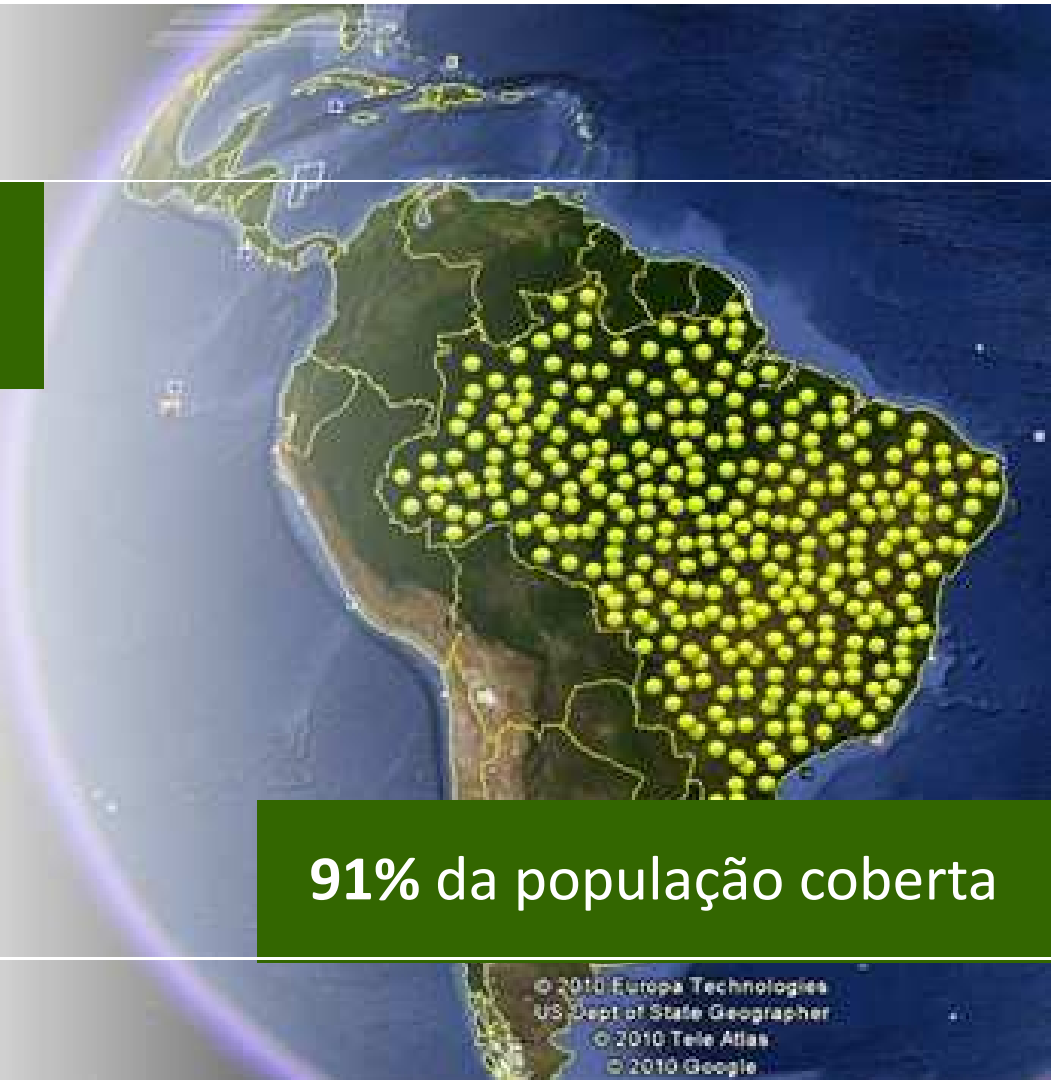 91% da população coberta
© 2010 Europa Technologies
US Dept of State Geographer
© 2010 Tele Atlas
© 2010 Google